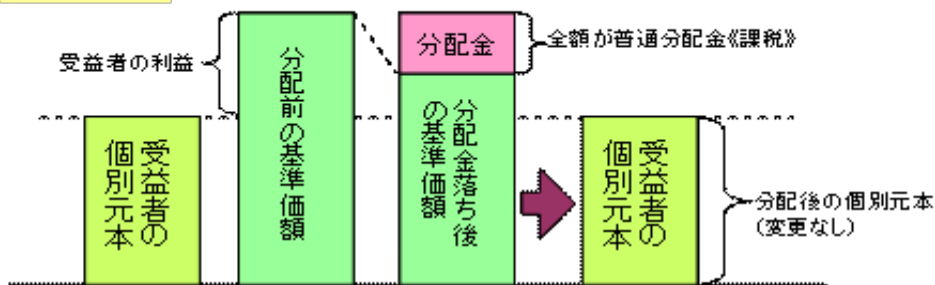 受益者の利益
分配前の基準価額
分配金
全額が普通分配金《課税》
受益者の
個別元本
分配金落ち後
の基準価額
受益者の
個別元本
分配後の個別元本
(変更なし)